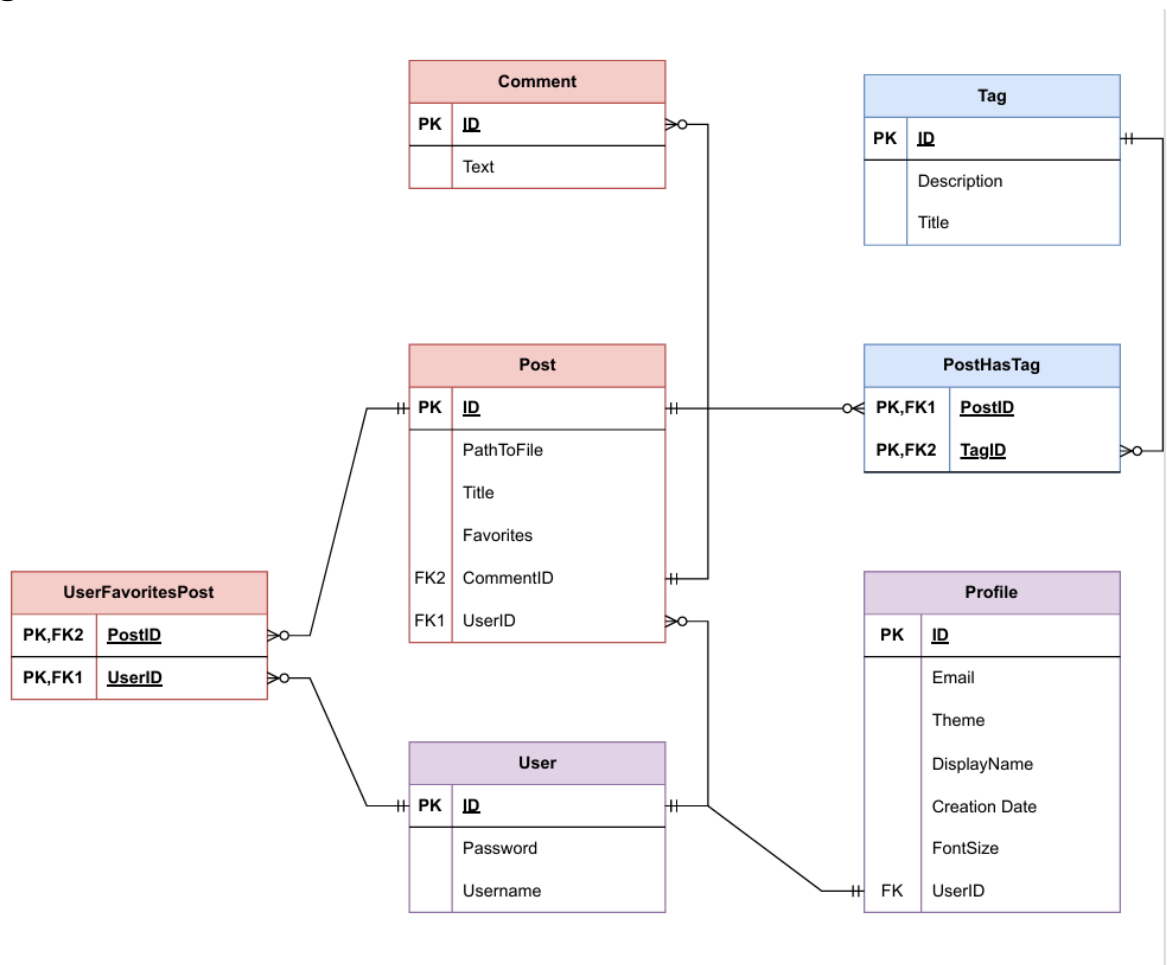 Comment
PK ID
Text
Tag
PK ID
Description
Title
Post
PK ID
PathToFile
Title
Favorites
FK2 CommentID
FK1 UserID
PostHasTag
PK,FK1 PostID
PK,FK2 TagID
UserFavoritesPost
PK,FK2 PostID
PK,FK1 UserID
Profile
PK ID
Email
Theme
DisplayName
Creation Date
FontSize
FK UserID
User
PK ID
Password
Username